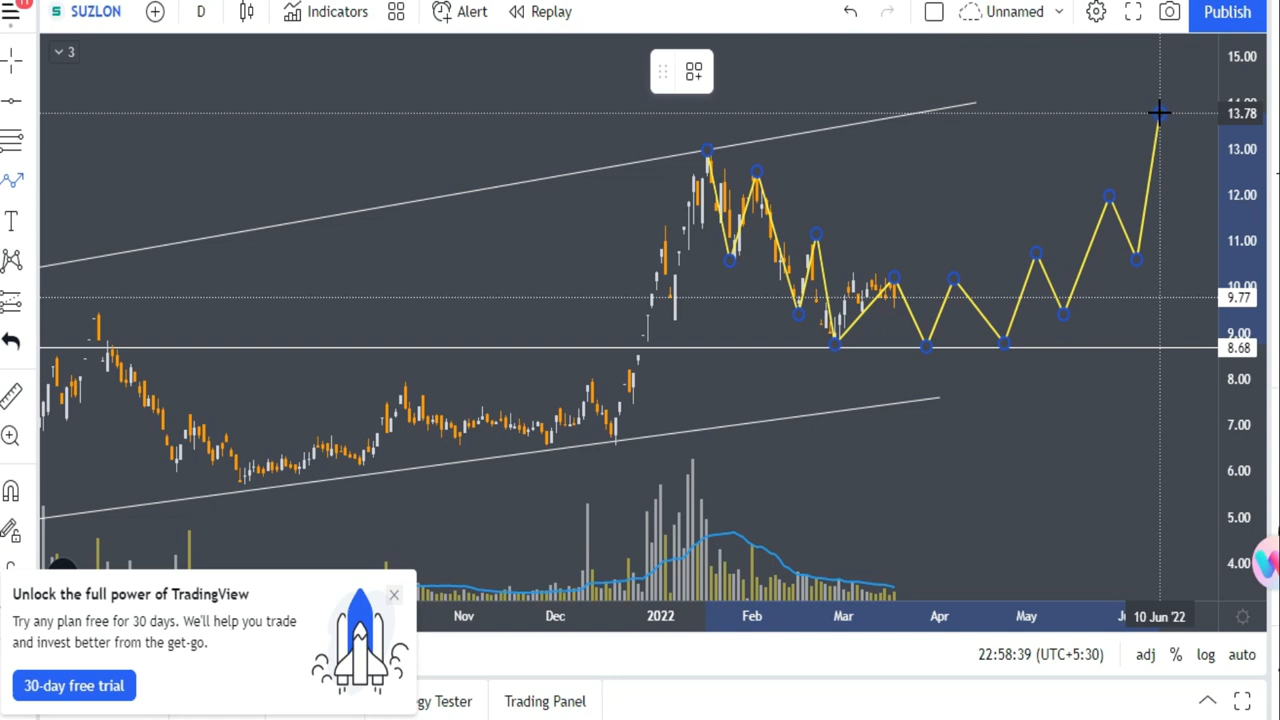 11
SUZLON
D
Indicators
Alert
Replay
Unnamed
Publish
3
15.00
13.78
13.00
12.00
11.00
10.00
9.77
9.00
8.68
8.00
7.00
6.00
5.00
4.00
Nov
Dec
2022
Feb
Mar
Apr
May
10 Jun '22
Unlock the full power of TradingView
Try any plan free for 30 days. We'll help you trade
and invest better from the get-go.
30-day free trial
22:58:39 (UTC+5:30)
adj
%
log
auto
Tester
Trading Panel